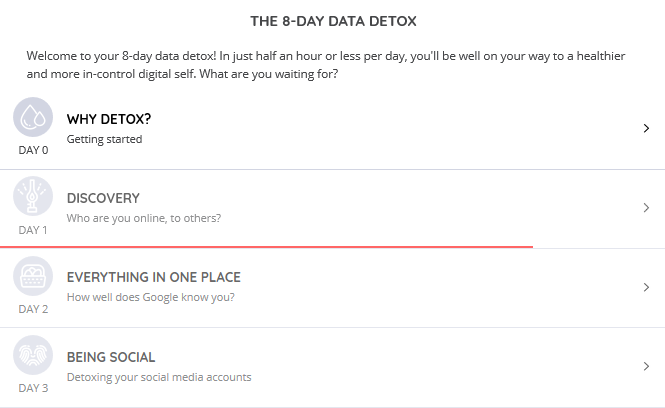 THE 8-DAY DATA DETOX
Welcome to your 8-day data detox! In just half an hour or less per day, you'll be well on your way to a healthier
and more in-control digital self. What are you waiting for?
WHY DETOX?
Getting started
DAY 0
DISCOVERY
Who are you online, to others?
DAY 1
EVERYTHING IN ONE PLACE
How well does Google know you?
DAY 2
BEING SOCIAL
Detoxing your social media accounts
DAY 3